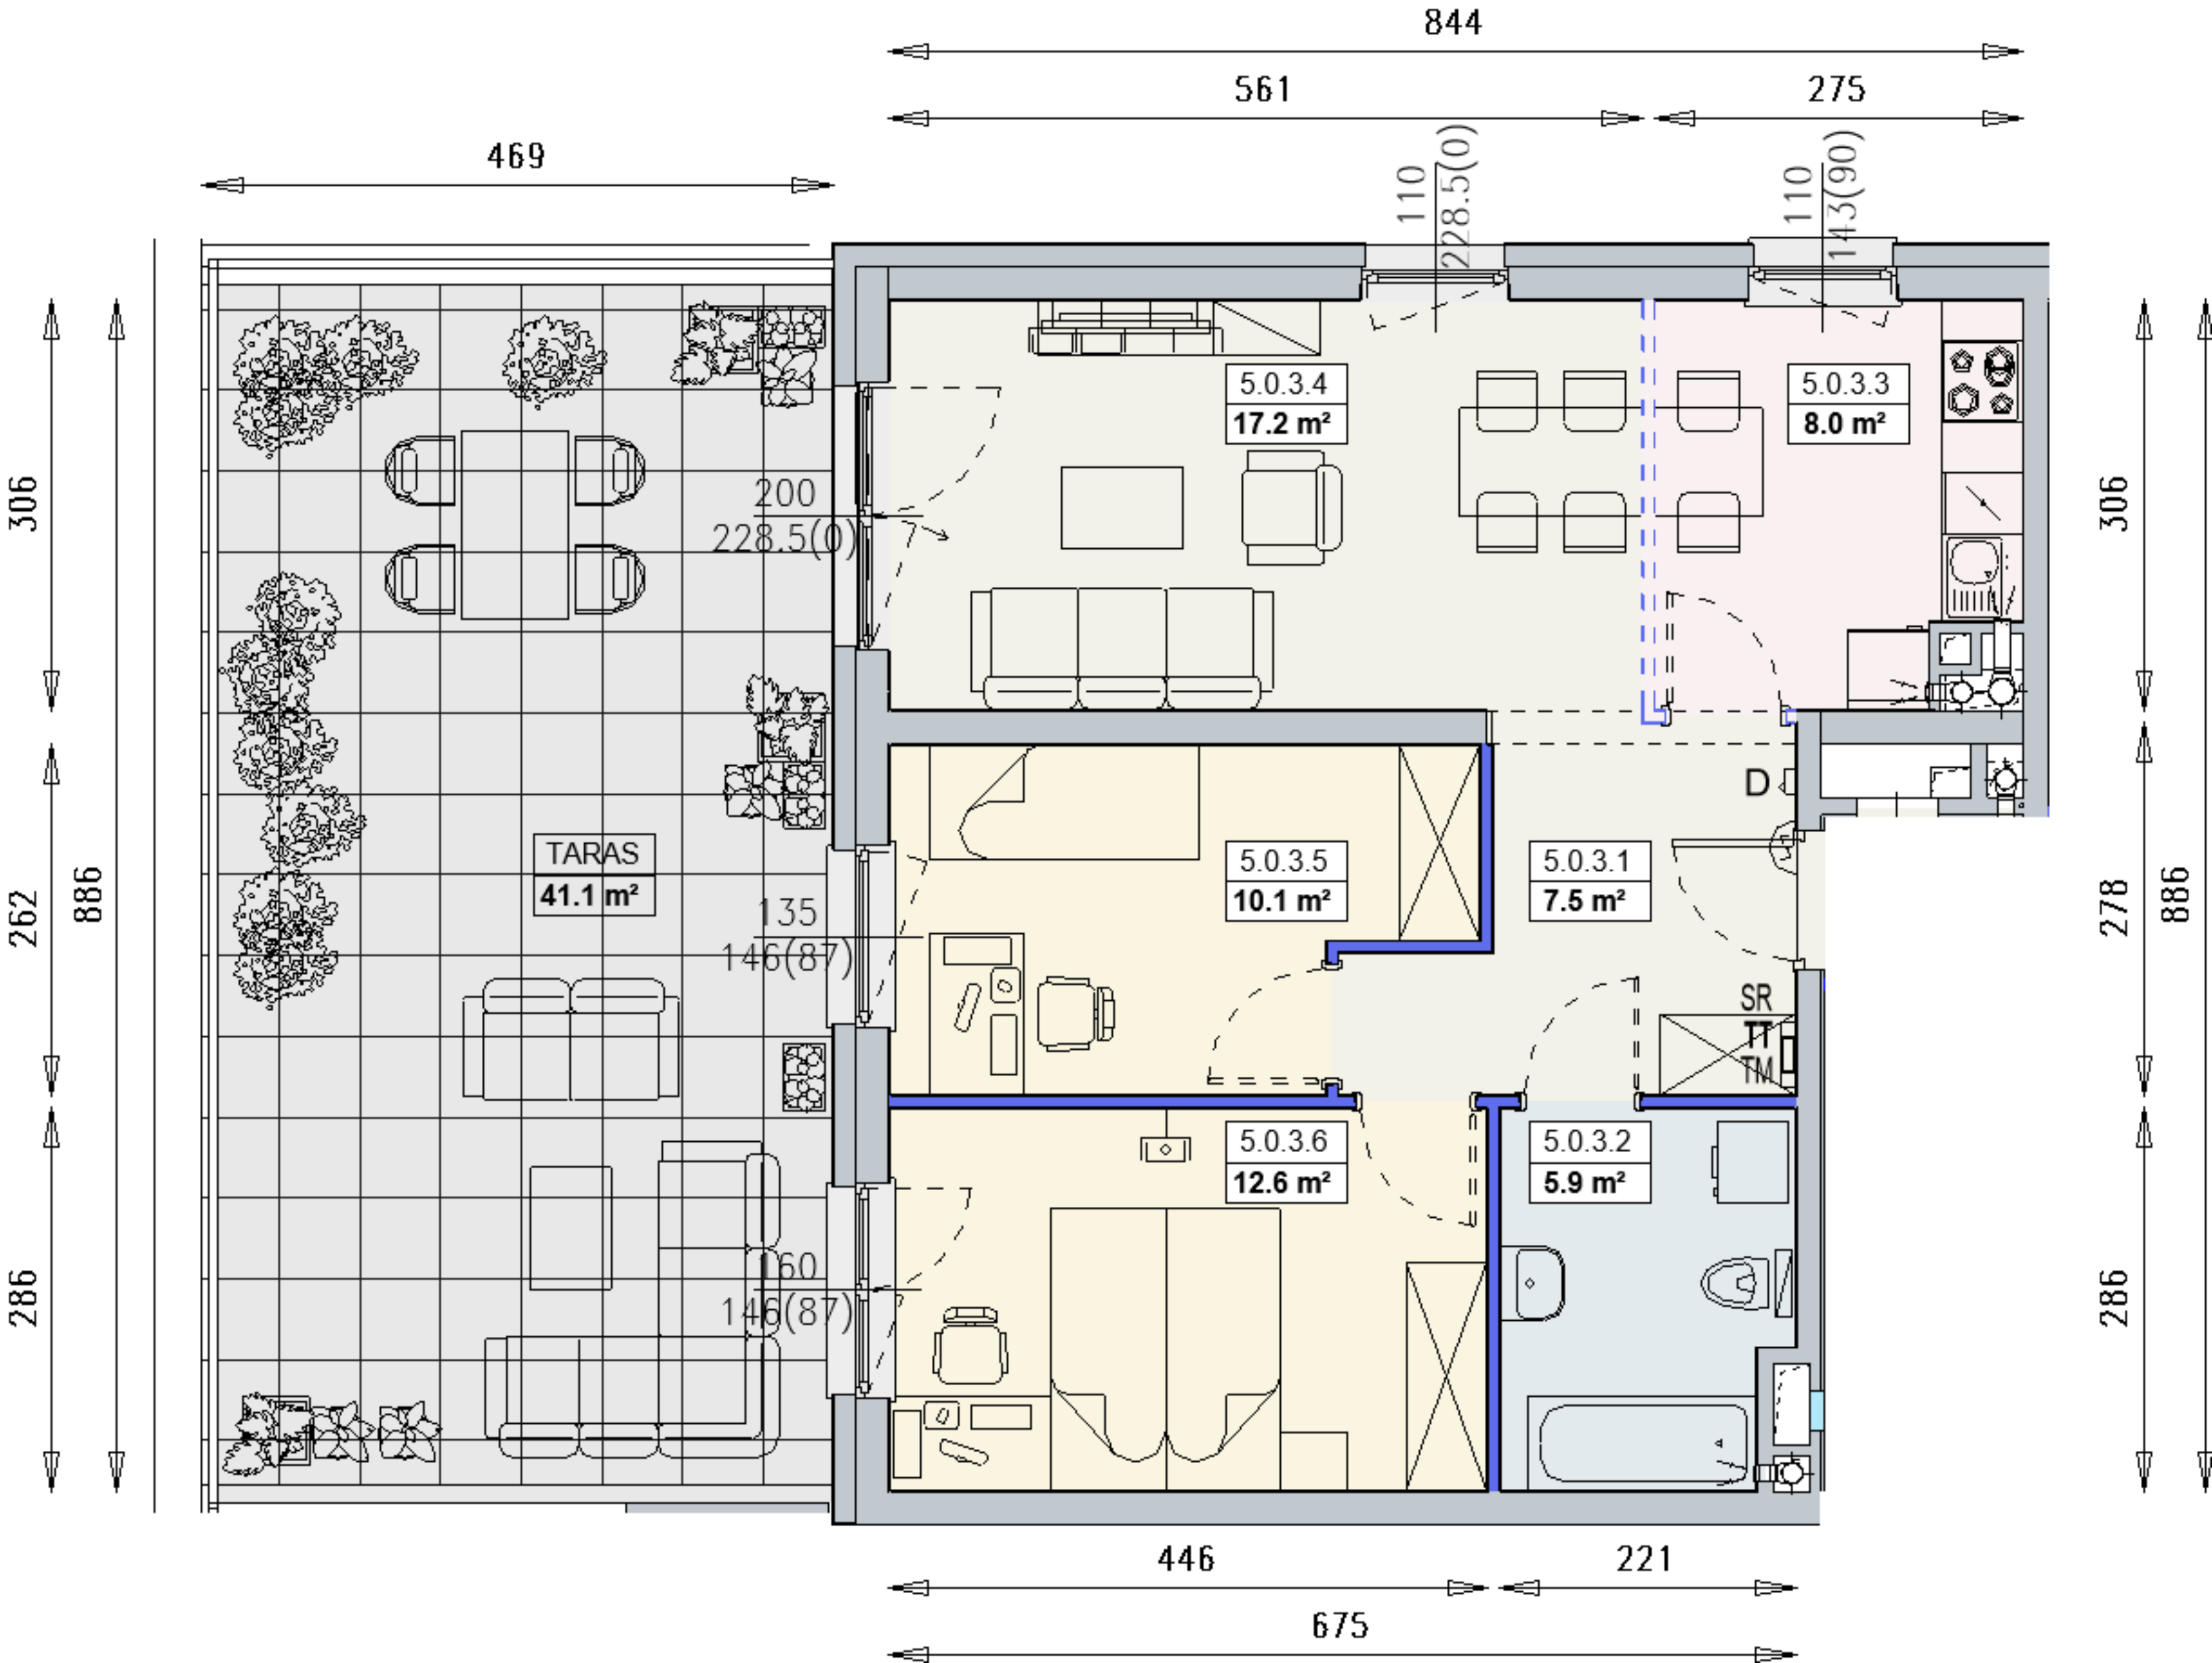 844
561
275
469
110
228.5(0)
110
143(90)
5.0.3.4
17.2 m²
5.0.3.3
8.0 m²
306
306
200
228.5(0)
D
TARAS
41.1 m²
5.0.3.5
10.1 m²
5.0.3.1
7.5 m²
262
886
278
886
135
146(87)
SR
TT
TM
5.0.3.6
12.6 m²
5.0.3.2
5.9 m²
286
286
160
146(87)
446
221
675